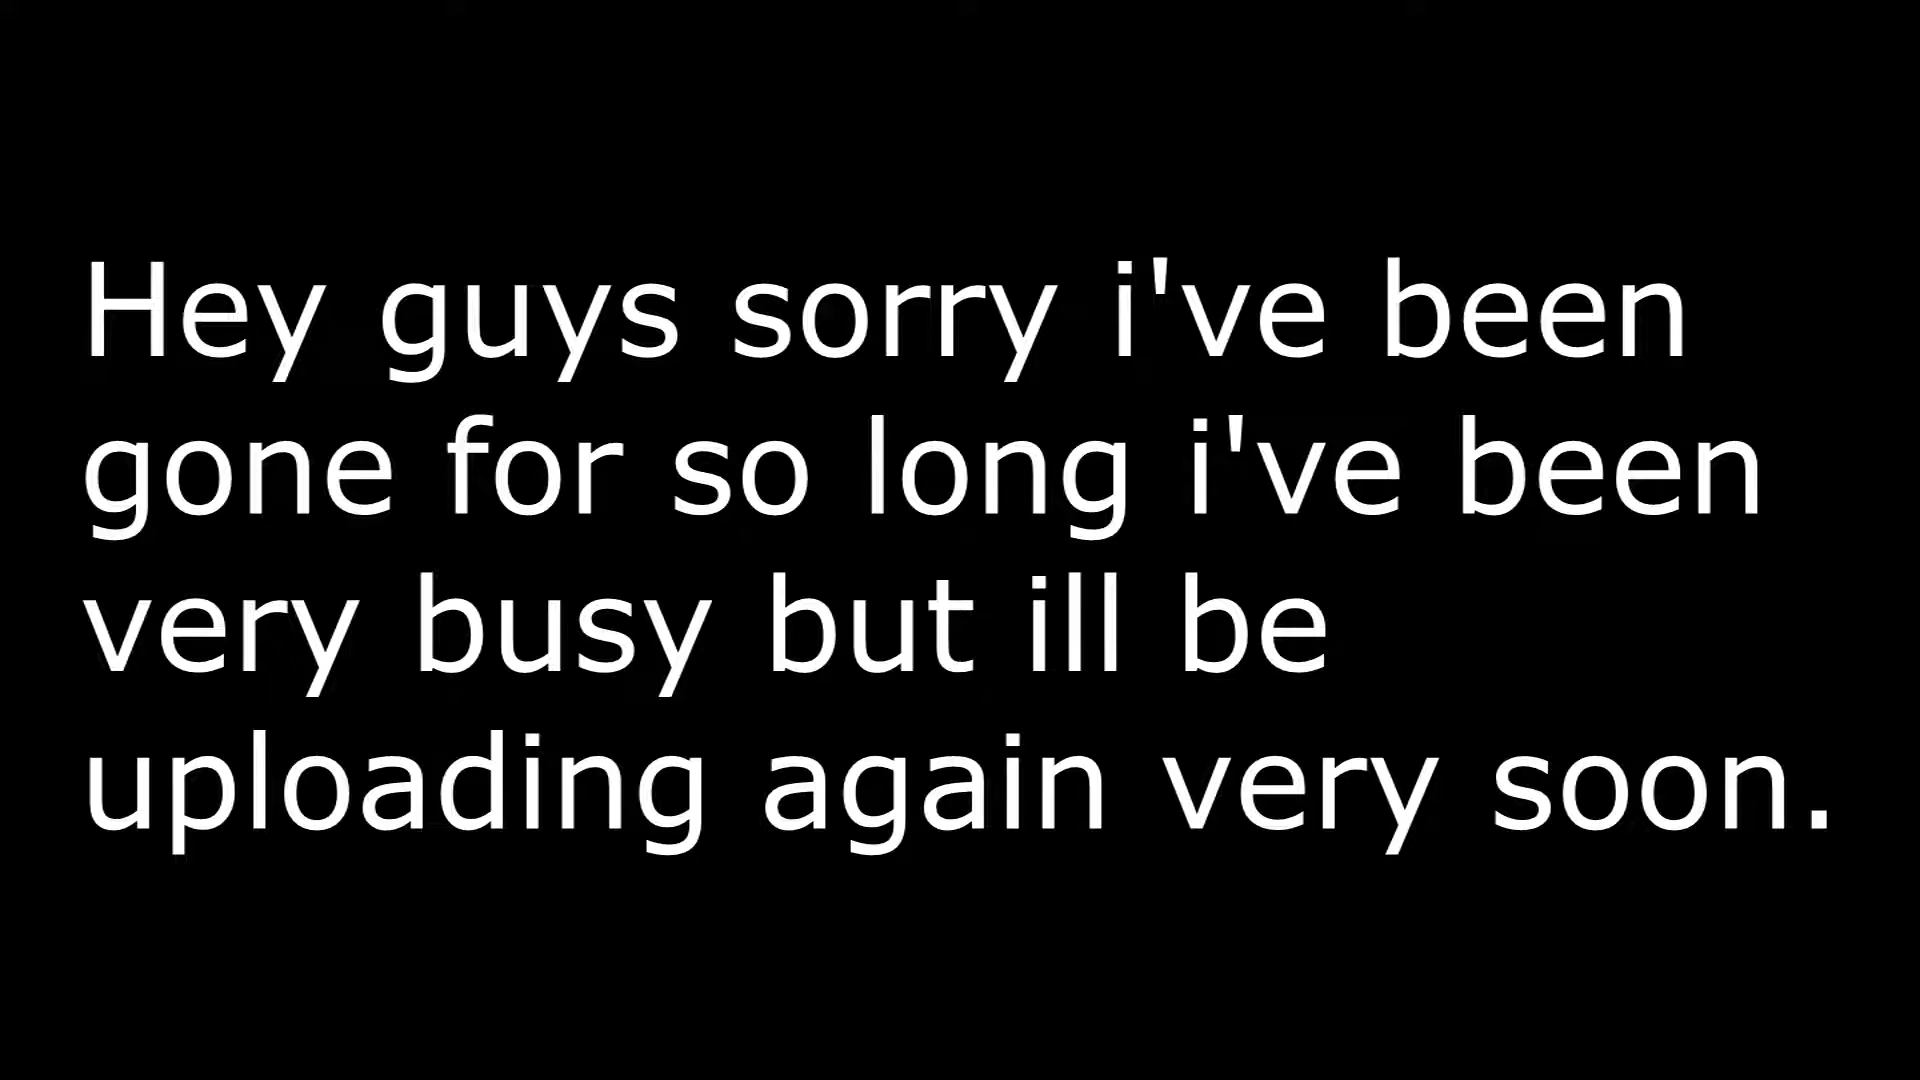 Hey guys sorry i've been
gone for so long i've been
very busy but ill be
uploading again very soon.